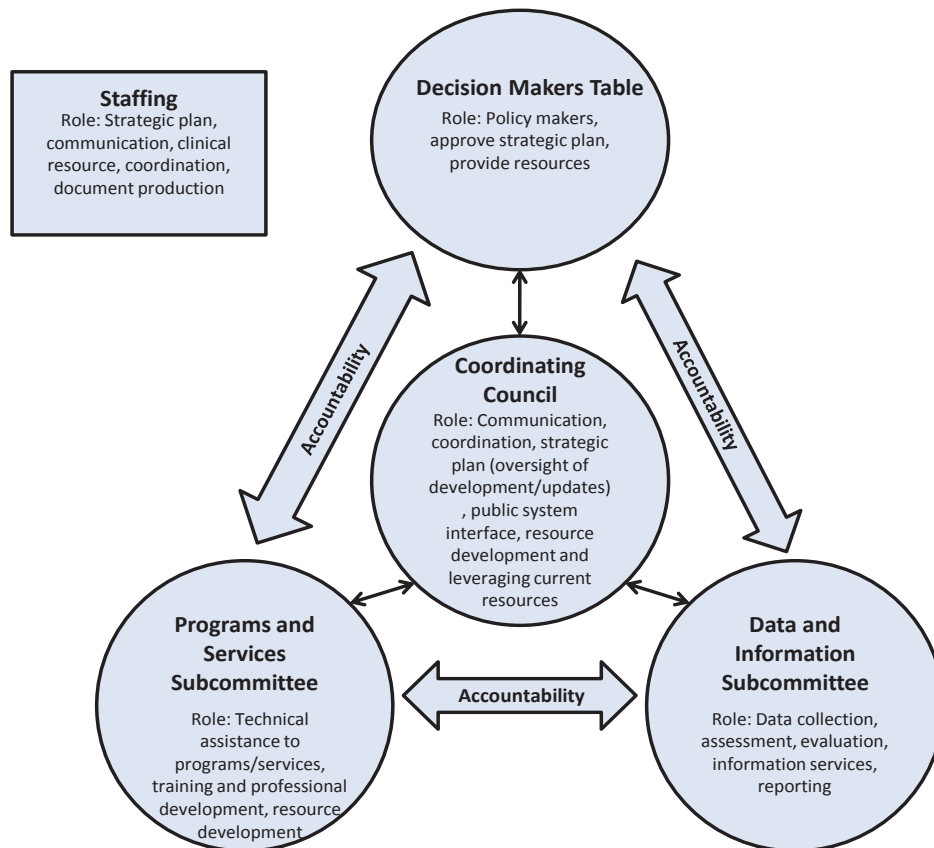 Staffing
Role: Strategic plan,
communication, clinical
resource, coordination,
document production
Decision Makers Table
Role: Policy makers,
approve strategic plan,
provide resources
Accountability
Accountability
Coordinating
Council
Role: Communication,
coordination, strategic
plan (oversight of
development/updates)
, public system
interface, resource
development and
leveraging current
resources
Programs and
Services
Subcommittee
Role: Technical
assistance to
programs/services,
training and professional
development, resource
development
Accountability
Data and
Information
Subcommittee
Role: Data collection,
assessment, evaluation,
information services,
reporting